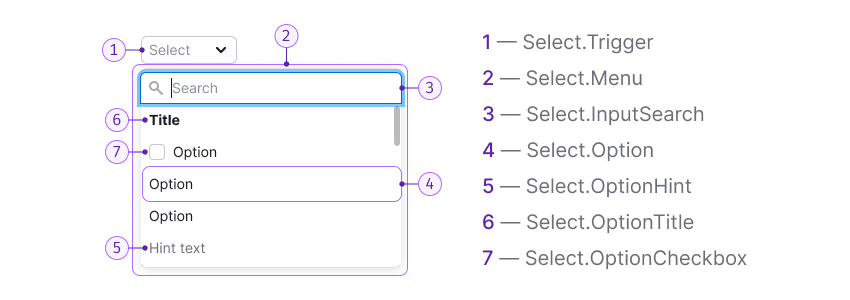 1 Select
2
Search 3
6 Title
7 Option
Option 4
Option
5 Hint text
1 — Select.Trigger
2 — Select.Menu
3 — Select.InputSearch
4 — Select.Option
5 — Select.OptionHint
6 — Select.OptionTitle
7 — Select.OptionCheckbox